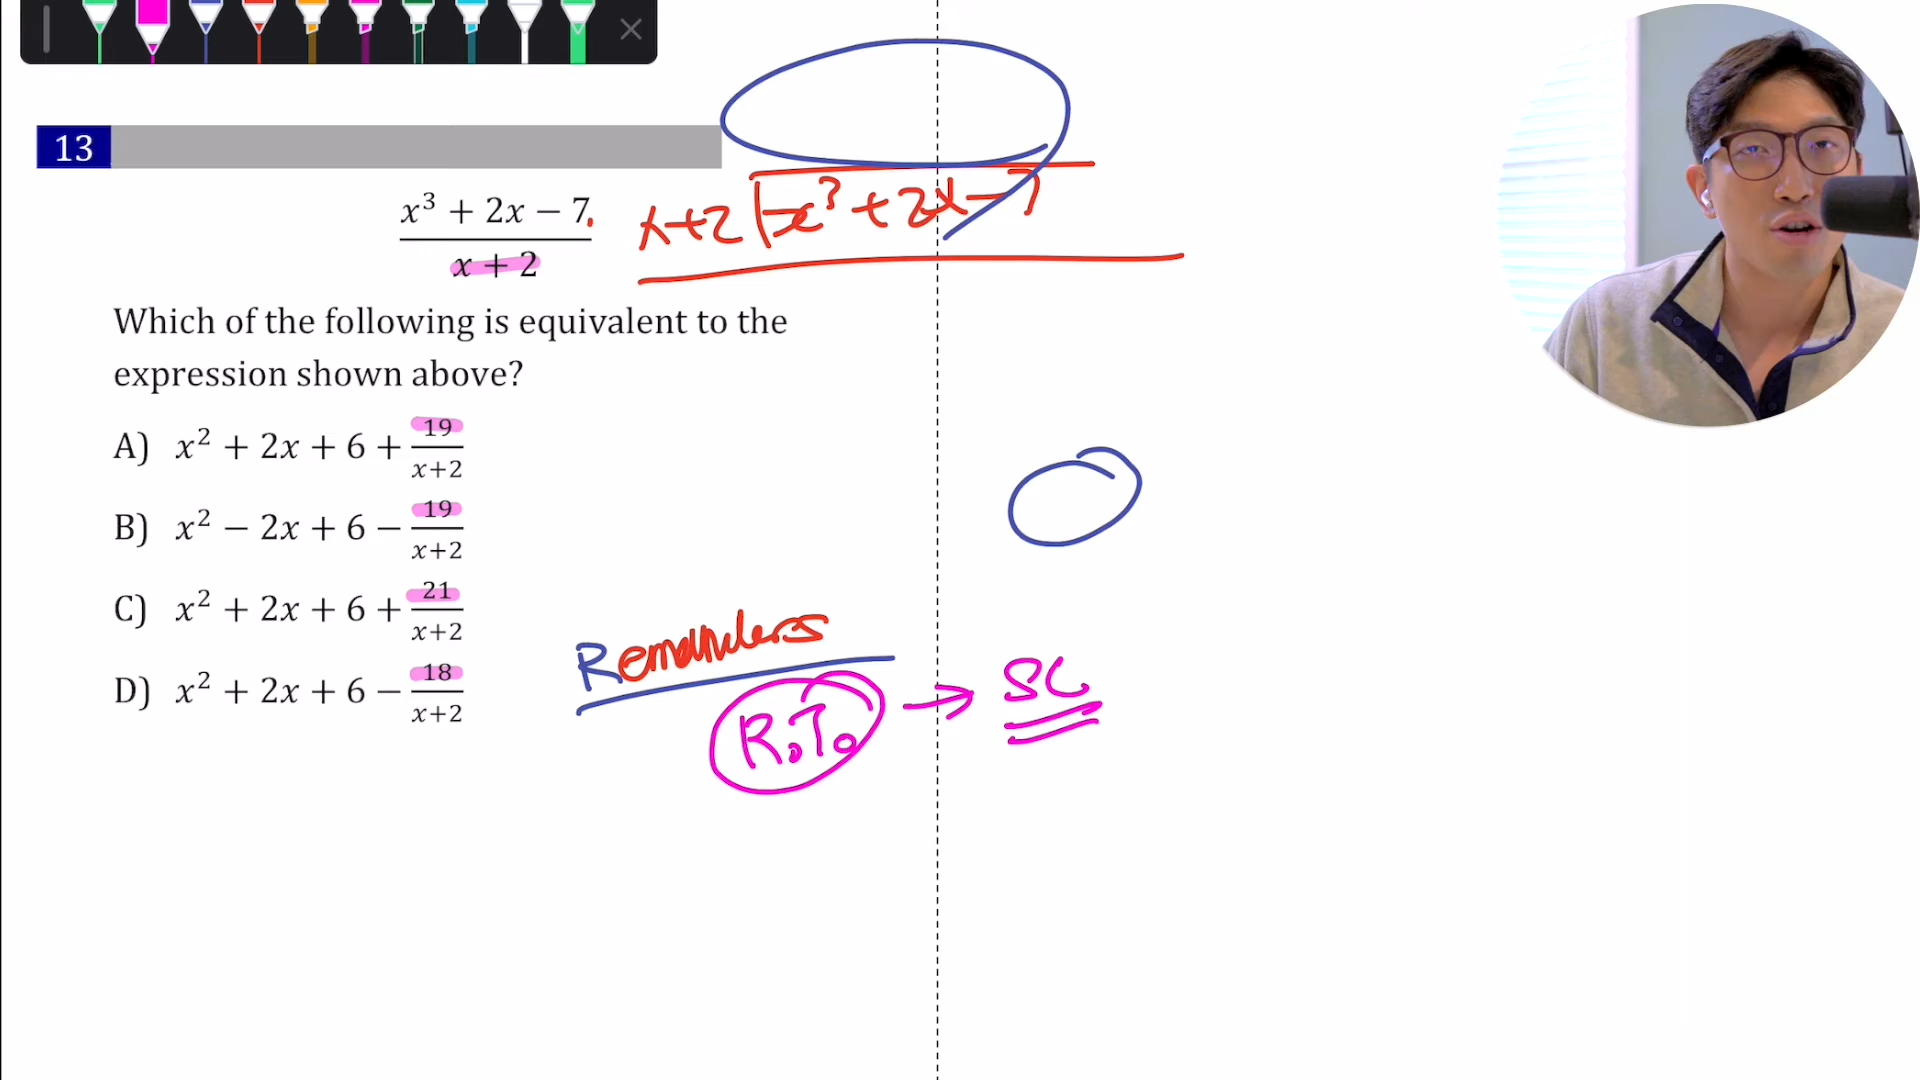 13
x³ + 2x − 7
x + 2
x+2 x³ + 2x − 7
Which of the following is equivalent to the
expression shown above?
A) x² + 2x + 6 + 19/x+2
B) x² − 2x + 6 − 19/x+2
C) x² + 2x + 6 + 21/x+2
D) x² + 2x + 6 − 18/x+2
Remainders
R.T. → SC